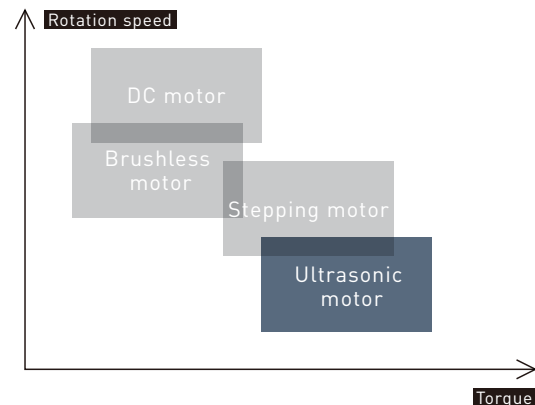 Rotation speed
DC motor
Brushless
motor
Stepping motor
Ultrasonic
motor
Torque